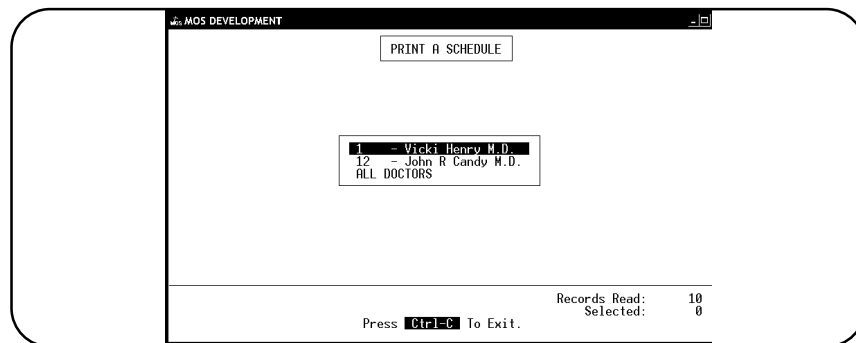 MOS MOS DEVELOPMENT
PRINT A SCHEDULE
1 - Vicki Henry M.D.
12 - John R Candy M.D.
ALL DOCTORS
Records Read: 10
Selected: 0
Press Ctrl-C To Exit.